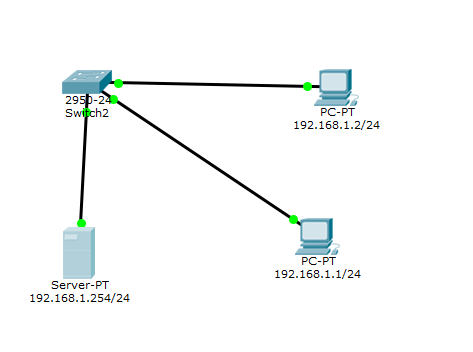 2950-24
Switch2
PC-PT
192.168.1.2/24
PC-PT
192.168.1.1/24
Server-PT
192.168.1.254/24